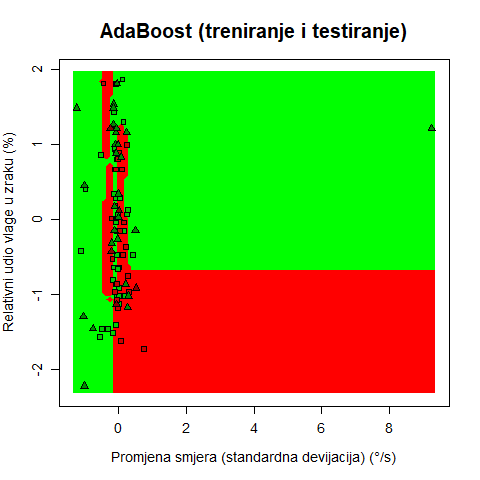 AdaBoost (treniranje i testiranje)
Relativni udio vlage u zraku (%)
2
1
0
-1
-2
0 2 4 6 8
Promjena smjera (standardna devijacija) (°/s)